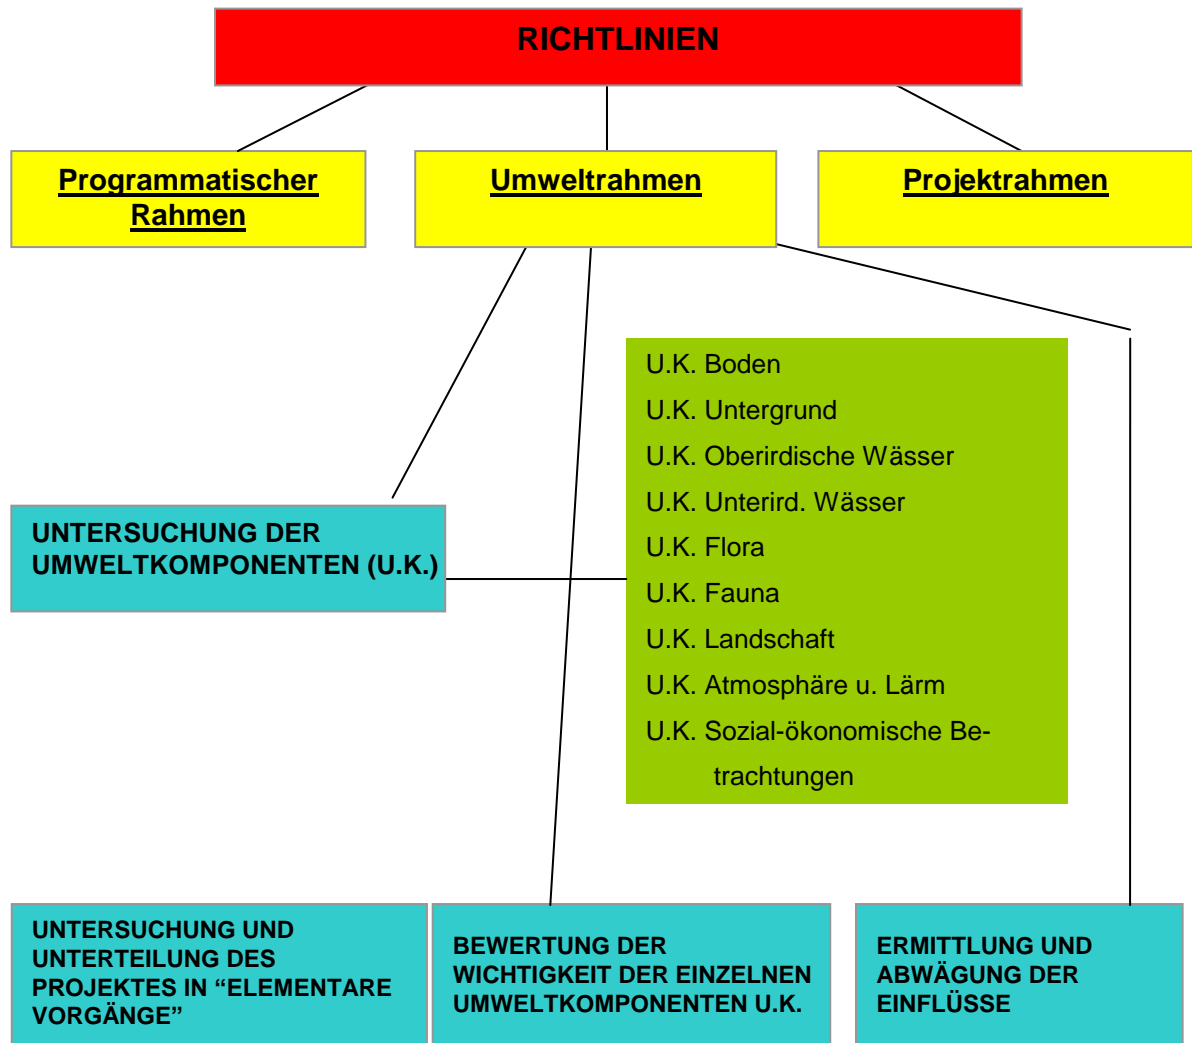 RICHTLINIEN
Programmatischer
Rahmen
Umweltrahmen
Projektrahmen
U.K. Boden
U.K. Untergrund
U.K. Oberirdische Wässer
U.K. Unterird. Wässer
U.K. Flora
U.K. Fauna
U.K. Landschaft
U.K. Atmosphäre u. Lärm
U.K. Sozial-ökonomische Be-
trachtungen
UNTERSUCHUNG DER
UMWELTKOMPONENTEN (U.K.)
UNTERSUCHUNG UND
UNTERTEILUNG DES
PROJEKTES IN “ELEMENTARE
VORGÄNGE”
BEWERTUNG DER
WICHTIGKEIT DER EINZELNEN
UMWELTKOMPONENTEN U.K.
ERMITTLUNG UND
ABWÄGUNG DER
EINFLÜSSE